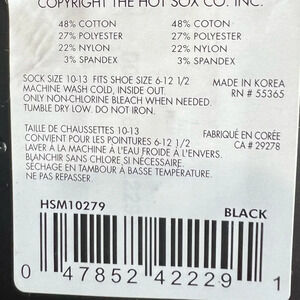 COPYRIGHT THE HOT SOX CO. INC.
48% COTTON 48% COTON
27% POLYESTER 27% POLYESTER
22% NYLON 22% NYLON
3% SPANDEX 3% SPANDEX
SOCK SIZE 10-13 FITS SHOE SIZE 6-12 1/2
MACHINE WASH COLD, INSIDE OUT. MADE IN KOREA
ONLY NON-CHLORINE BLEACH WHEN NEEDED. RN # 55365
TUMBLE DRY LOW. DO NOT IRON.
TAILLE DE CHAUSSETTES 10-13
CONVIENT POUR LES POINTURES 6-12 1/2 FABRIQUÉ EN CORÉE
LAVER À LA MACHINE À L'EAU FROIDE À L'ENVERS. CA # 29278
BLANCHIR SANS CHLORE SI NÉCESSAIRE.
SÉCHAGE EN TAMBOUR À BASSE TEMPÉRATURE.
NE PAS REPASSER.
HSM10279 BLACK
0 47852 42229 1